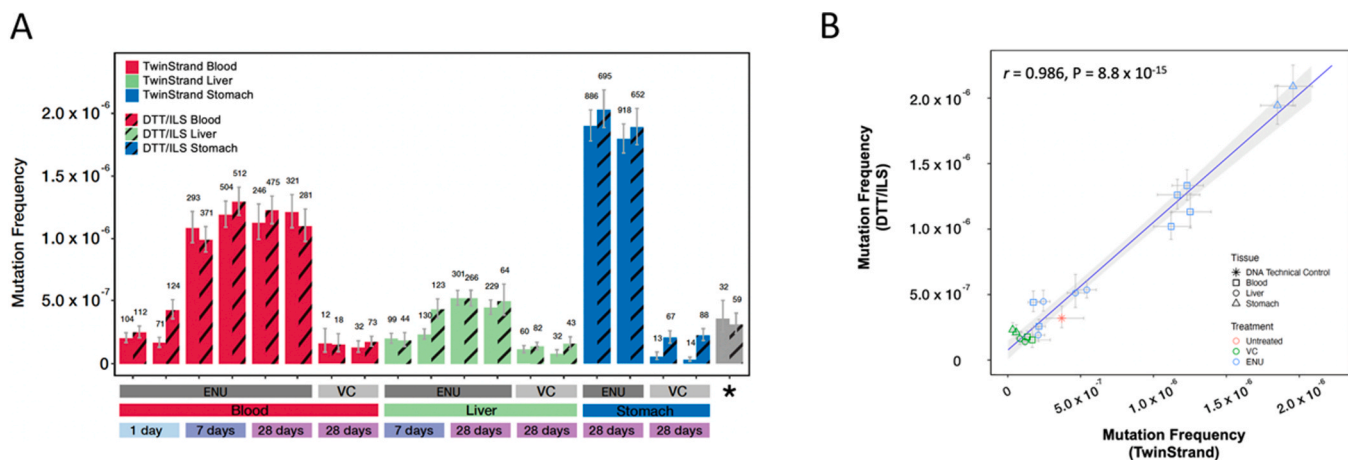 A
TwinStrand Blood
TwinStrand Liver
TwinStrand Stomach
DTT/ILS Blood
DTT/ILS Liver
DTT/ILS Stomach
Mutation Frequency
2.0 x 10⁻⁶
1.5 x 10⁻⁶
1.0 x 10⁻⁶
5.0 x 10⁻⁷
0
104 112 71 124 293 371 504 512 246 475 321 281 12 18 32 73 99 44 130 123 301 266 229 64 60 82 32 43 886 695 918 652 13 67 14 88 32 59
ENU VC ENU VC ENU VC *
Blood Liver Stomach
1 day 7 days 28 days 28 days 7 days 28 days 28 days 28 days 28 days
B
r = 0.986, P = 8.8 x 10⁻¹⁵
Mutation Frequency
(DTT/ILS)
2.0 x 10⁻⁶
1.5 x 10⁻⁶
1.0 x 10⁻⁶
5.0 x 10⁻⁷
0
Tissue
DNA Technical Control
Blood
Liver
Stomach
Treatment
Untreated
VC
ENU
0
5.0 x 10⁻⁷
1.0 x 10⁻⁶
1.5 x 10⁻⁶
2.0 x 10⁻⁶
Mutation Frequency
(TwinStrand)